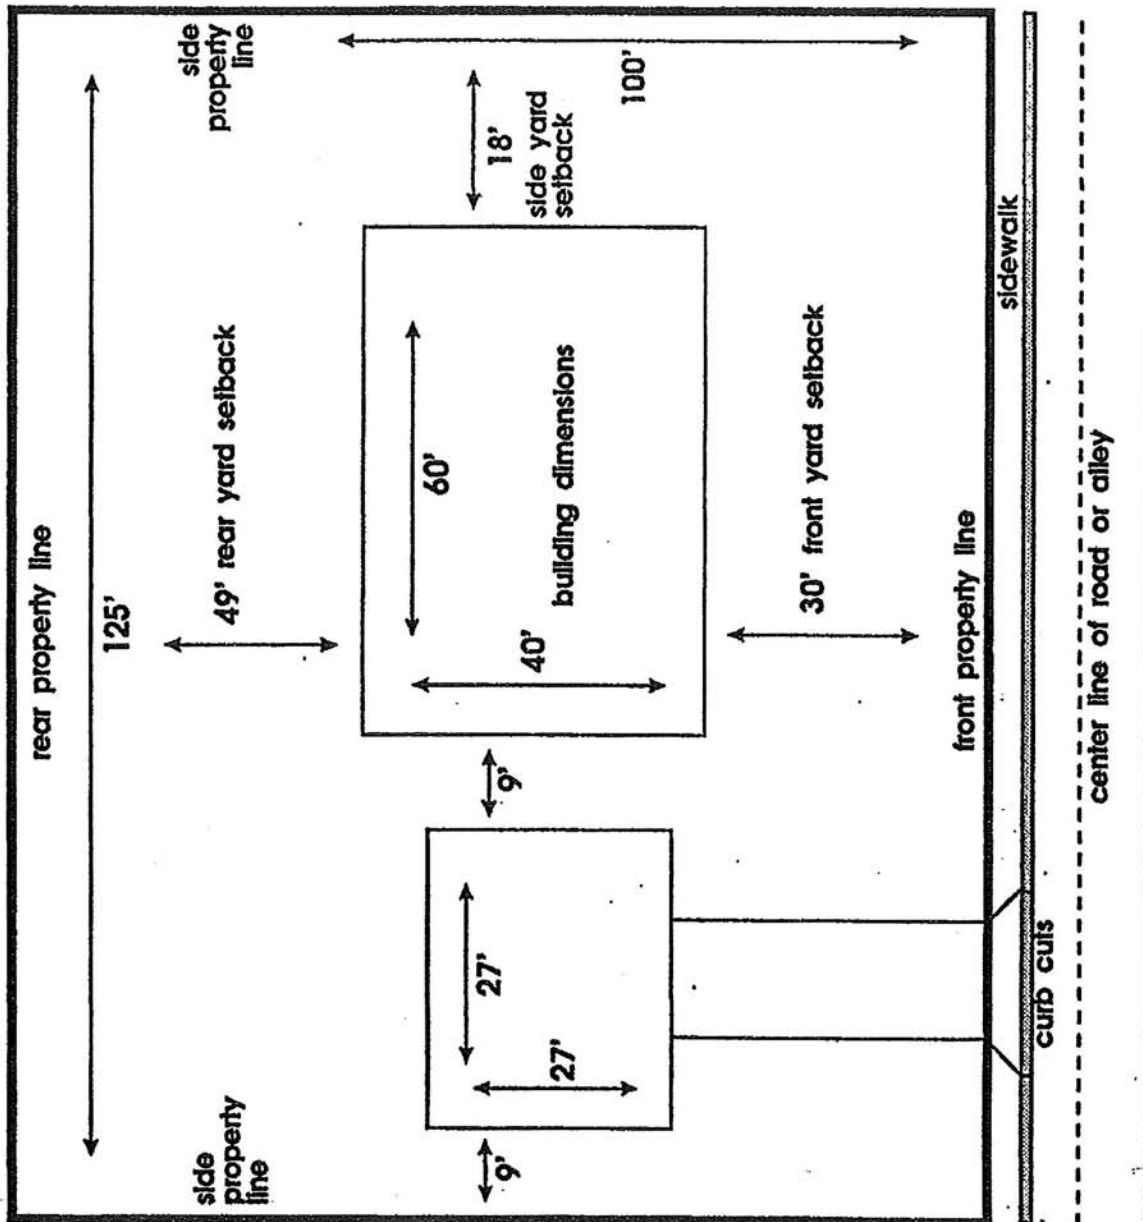 rear property line
125'
side
property
line
side
property
line
49' rear yard setback
100'
18'
side yard
setback
60'
40'
building dimensions
9'
27'
27'
9'
30' front yard setback
front property line
sidewalk
curb cuts
center line of road or alley